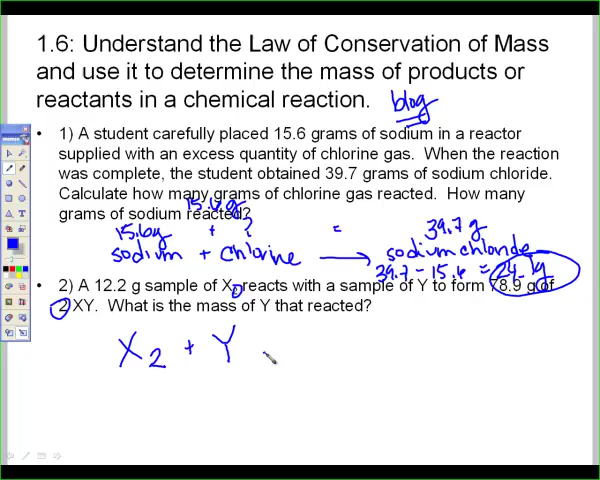 1.6: Understand the Law of Conservation of Mass
and use it to determine the mass of products or
reactants in a chemical reaction. blog
• 1) A student carefully placed 15.6 grams of sodium in a reactor
supplied with an excess quantity of chlorine gas. When the reaction
was complete, the student obtained 39.7 grams of sodium chloride.
Calculate how many grams of chlorine gas reacted. How many
grams of sodium reacted? 15.6g
15.6g + ? = 39.7 g
sodium + chlorine → sodium chloride
39.7 - 15.6 = 24.1g
• 2) A 12.2 g sample of X2 reacts with a sample of Y to form 78.9 g of
2 XY. What is the mass of Y that reacted?
X2 + Y